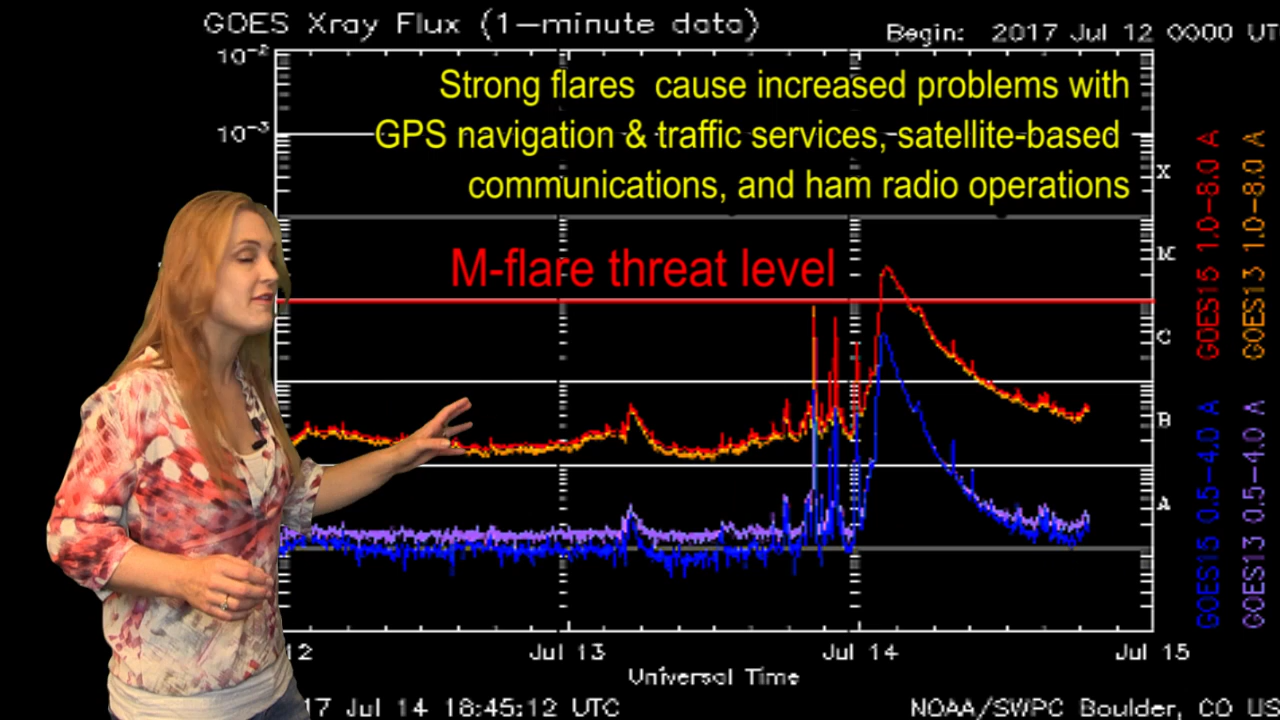 GOES Xray Flux (1-minute data)
Begin: 2017 Jul 12 0000 UT
10⁻²
Strong flares cause increased problems with
10⁻³
GPS navigation & traffic services, satellite-based
communications, and ham radio operations
M-flare threat level
X
M
C
B
A
GOES15 1.0-8.0 A
GOES13 1.0-8.0 A
GOES15 0.5-4.0 A
GOES13 0.5-4.0 A
12
Jul 13
Jul 14
Jul 15
Universal Time
17 Jul 14 18:45:12 UTC
NOAA/SWPC Boulder, CO US